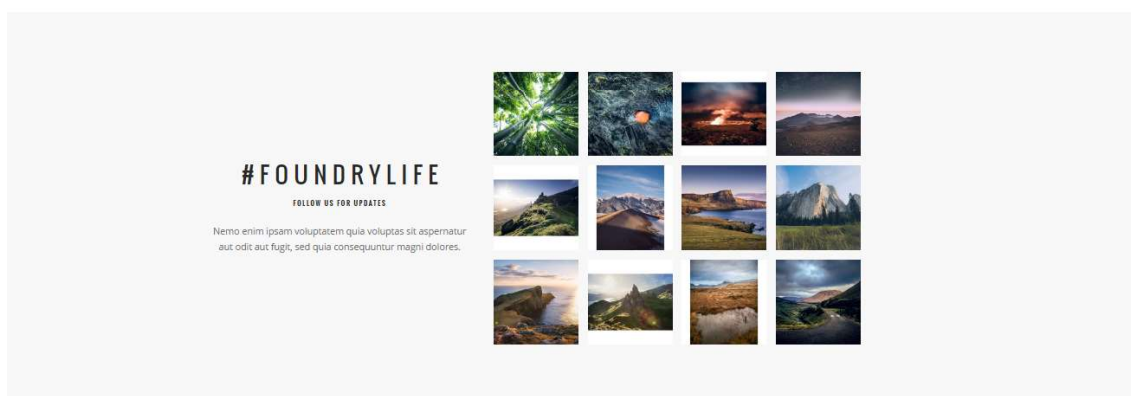 #FOUNDRYLIFE
FOLLOW US FOR UPDATES
Nemo enim ipsam voluptatem quia voluptas sit aspernatur
aut odit aut fugit, sed quia consequuntur magni dolores.